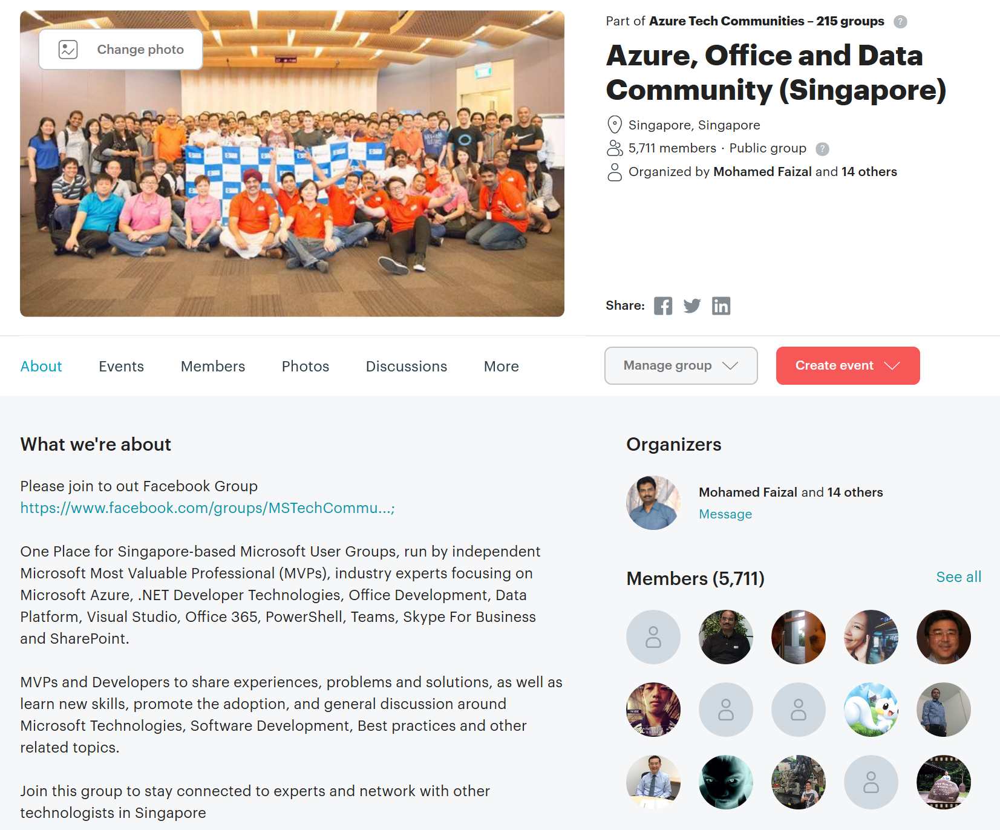 Change photo
Part of Azure Tech Communities – 215 groups ?
Azure, Office and Data
Community (Singapore)
Singapore, Singapore
5,711 members · Public group ?
Organized by Mohamed Faizal and 14 others
Share:
About Events Members Photos Discussions More
Manage group
Create event
What we're about
Please join to out Facebook Group
https://www.facebook.com/groups/MSTechCommu...;
One Place for Singapore-based Microsoft User Groups, run by independent
Microsoft Most Valuable Professional (MVPs), industry experts focusing on
Microsoft Azure, .NET Developer Technologies, Office Development, Data
Platform, Visual Studio, Office 365, PowerShell, Teams, Skype For Business
and SharePoint.
MVPs and Developers to share experiences, problems and solutions, as well as
learn new skills, promote the adoption, and general discussion around
Microsoft Technologies, Software Development, Best practices and other
related topics.
Join this group to stay connected to experts and network with other
technologists in Singapore
Organizers
Mohamed Faizal and 14 others
Message
Members (5,711)
See all